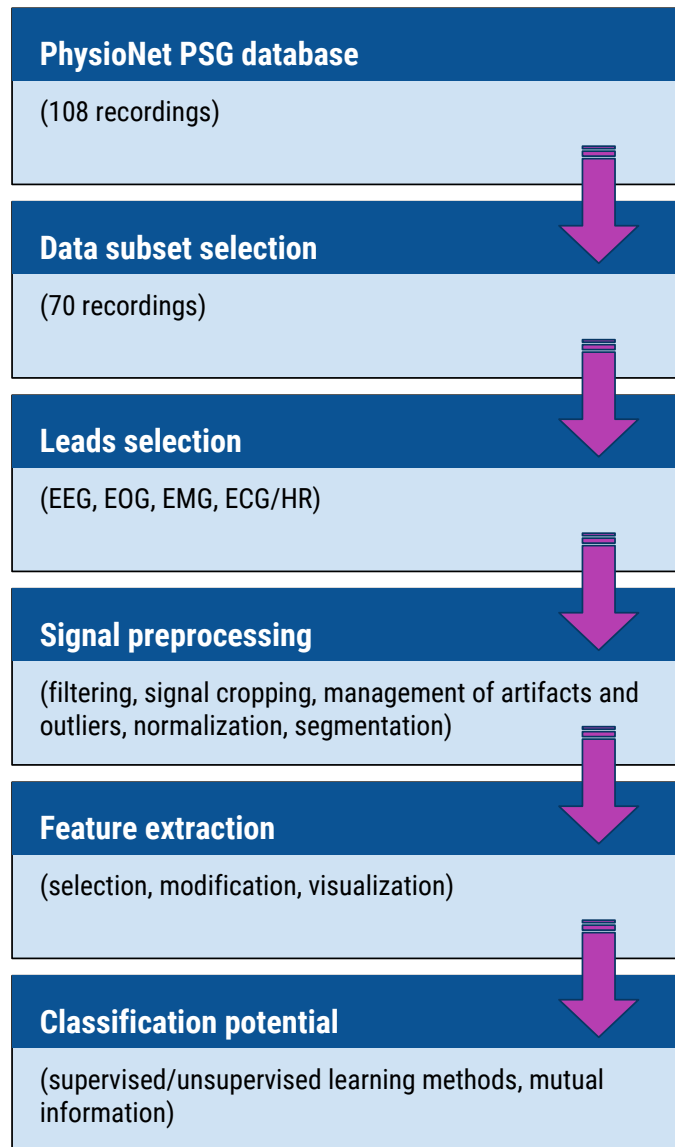 PhysioNet PSG database
(108 recordings)
Data subset selection
(70 recordings)
Leads selection
(EEG, EOG, EMG, ECG/HR)
Signal preprocessing
(filtering, signal cropping, management of artifacts and
outliers, normalization, segmentation)
Feature extraction
(selection, modification, visualization)
Classification potential
(supervised/unsupervised learning methods, mutual
information)